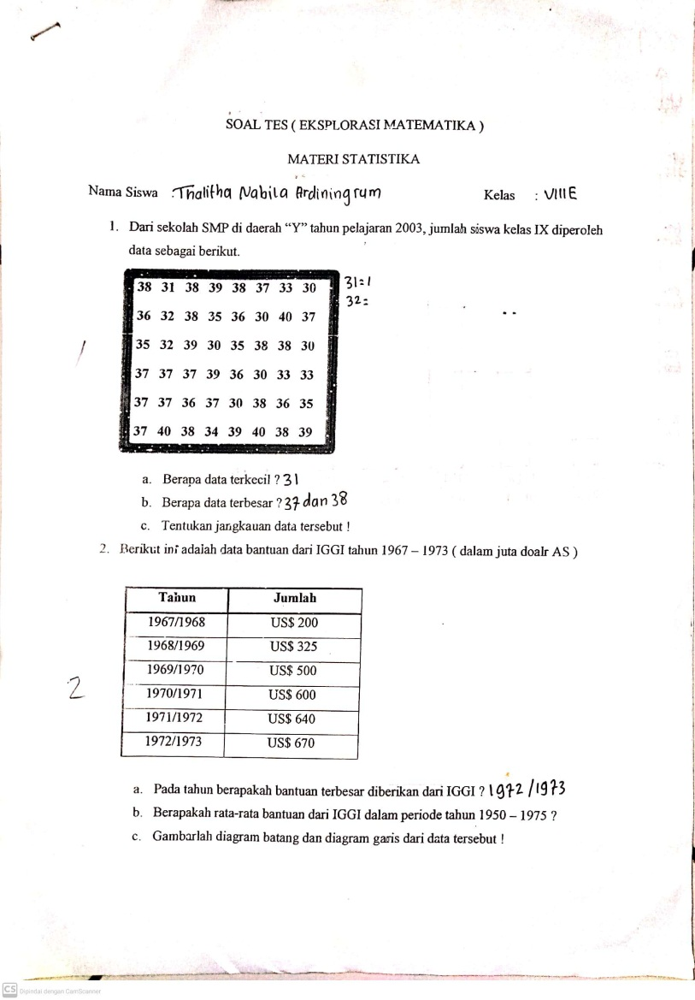 SOAL TES ( EKSPLORASI MATEMATIKA )
MATERI STATISTIKA
Nama Siswa : Thalitha Nabila Ardiningrum Kelas : VIII E
1. Dari sekolah SMP di daerah “Y” tahun pelajaran 2003, jumlah siswa kelas IX diperoleh
data sebagai berikut.
38 31 38 39 38 37 33 30 31=1
36 32 38 35 36 30 40 37 32=
35 32 39 30 35 38 38 30
1
37 37 37 39 36 30 33 33
37 37 36 37 30 38 36 35
37 40 38 34 39 40 38 39
a. Berapa data terkecil ? 31
b. Berapa data terbesar ? 37 dan 38
c. Tentukan jangkauan data tersebut !
2. Berikut ini adalah data bantuan dari IGGI tahun 1967 – 1973 ( dalam juta doalr AS )
Tahun Jumlah
1967/1968 US$ 200
1968/1969 US$ 325
1969/1970 US$ 500
2
1970/1971 US$ 600
1971/1972 US$ 640
1972/1973 US$ 670
a. Pada tahun berapakah bantuan terbesar diberikan dari IGGI ? 1972 / 1973
b. Berapakah rata-rata bantuan dari IGGI dalam periode tahun 1950 – 1975 ?
c. Gambarlah diagram batang dan diagram garis dari data tersebut !
CS Dipindai dengan CamScanner